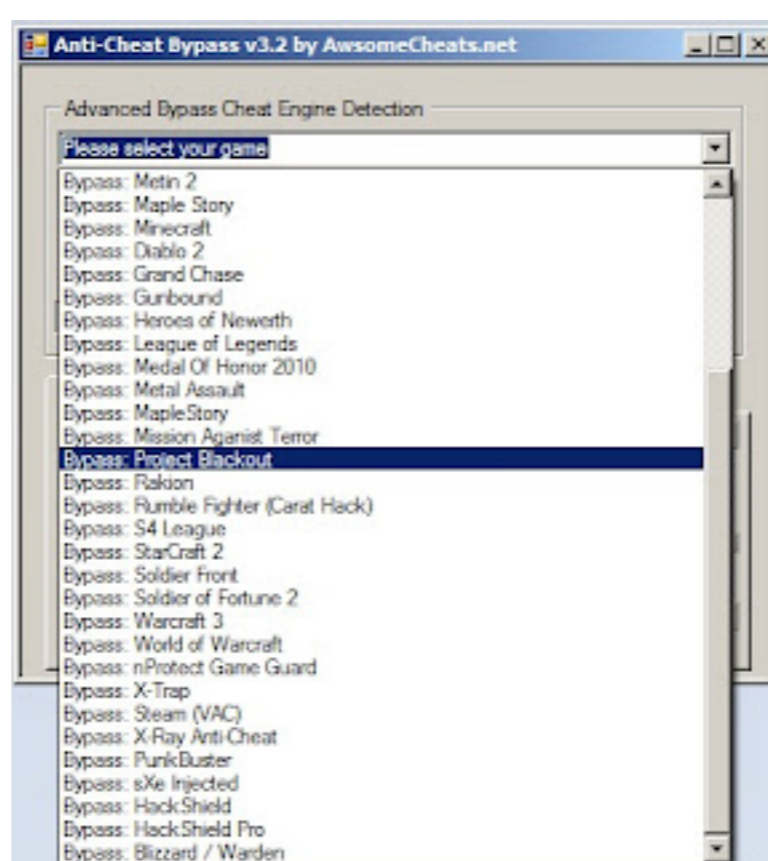 Anti-Cheat Bypass v3.2 by AwsomeCheats.net
Advanced Bypass Cheat Engine Detection
Please select your game
Bypass: Metin 2
Bypass: Maple Story
Bypass: Minecraft
Bypass: Diablo 2
Bypass: Grand Chase
Bypass: Gunbound
Bypass: Heroes of Newerth
Bypass: League of Legends
Bypass: Medal Of Honor 2010
Bypass: Metal Assault
Bypass: MapleStory
Bypass: Mission Aganist Terror
Bypass: Project Blackout
Bypass: Rakion
Bypass: Rumble Fighter (Carat Hack)
Bypass: S4 League
Bypass: StarCraft 2
Bypass: Soldier Front
Bypass: Soldier of Fortune 2
Bypass: Warcraft 3
Bypass: World of Warcraft
Bypass: nProtect Game Guard
Bypass: X-Trap
Bypass: Steam (VAC)
Bypass: X-Ray Anti-Cheat
Bypass: PunkBuster
Bypass: sXe Injected
Bypass: HackShield
Bypass: HackShield Pro
Bypass: Blizzard / Warden